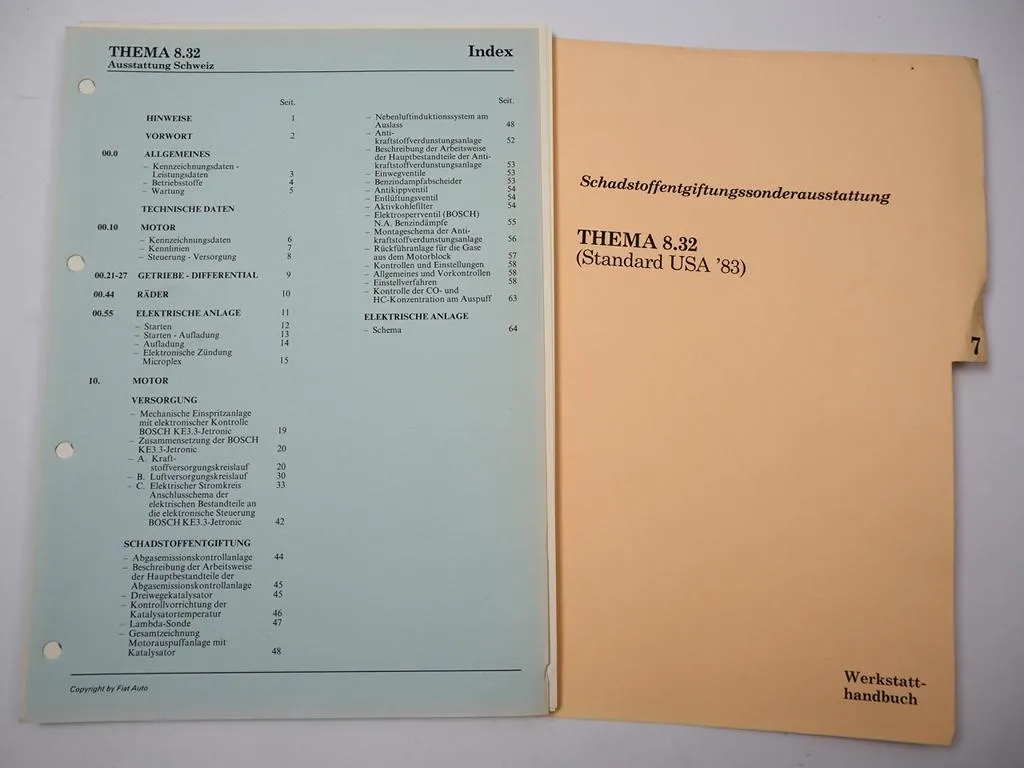 THEMA 8.32 Index
Ausstattung Schweiz
Seit.
HINWEISE 1
VORWORT 2
00.0 ALLGEMEINES
– Kennzeichnungsdaten -
Leistungsdaten 3
– Betriebsstoffe 4
– Wartung 5
TECHNISCHE DATEN
00.10 MOTOR
– Kennzeichnungsdaten 6
– Kennlinien 7
– Steuerung - Versorgung 8
00.21-27 GETRIEBE - DIFFERENTIAL 9
00.44 RÄDER 10
00.55 ELEKTRISCHE ANLAGE 11
– Starten 12
– Starten - Aufladung 13
– Aufladung 14
– Elektronische Zündung
Microplex 15
10. MOTOR
VERSORGUNG
– Mechanische Einspritzanlage
mit elektronischer Kontrolle
BOSCH KE3.3-Jetronic 19
– Zusammensetzung der BOSCH
KE3.3-Jetronic 20
– A. Kraft-
stoffversorgungskreislauf 20
– B. Luftversorgungskreislauf 30
– C. Elektrischer Stromkreis 33
Anschlusschema der
elektrischen Bestandteile an
die elektronische Steuerung
BOSCH KE3.3-Jetronic 42
SCHADSTOFFENTGIFTUNG
– Abgasemissionskontrollanlage 44
– Beschreibung der Arbeitsweise
der Hauptbestandteile der
Abgasemissionskontrollanlage 45
– Dreiwegekatalysator 45
– Kontrollvorrichtung der
Katalysatortemperatur 46
– Lambda-Sonde 47
– Gesamtzeichnung
Motorauspuffanlage mit
Katalysator 48
Seit.
– Nebenluftinduktionssystem am
Auslass 48
– Anti-
kraftstoffverdunstungsanlage 52
– Beschreibung der Arbeitsweise
der Hauptbestandteile der Anti-
kraftstoffverdunstungsanlage 53
– Einwegventile 53
– Benzindampfabscheider 53
– Antikippventil 54
– Entlüftungsventil 54
– Aktivkohlefilter 54
– Elektrosperrventil (BOSCH)
N.A. Benzindämpfe 55
– Montageschema der Anti-
kraftstoffverdunstungsanlage 56
– Rückführanlage für die Gase
aus dem Motorblock 57
– Kontrollen und Einstellungen 58
– Allgemeines und Vorkontrollen 58
– Einstellverfahren 58
– Kontrolle der CO- und
HC-Konzentration am Auspuff 63
ELEKTRISCHE ANLAGE
– Schema 64
Copyright by Fiat Auto
Schadstoffentgiftungssonderausstattung
THEMA 8.32
(Standard USA '83)
7
Werkstatt-
handbuch